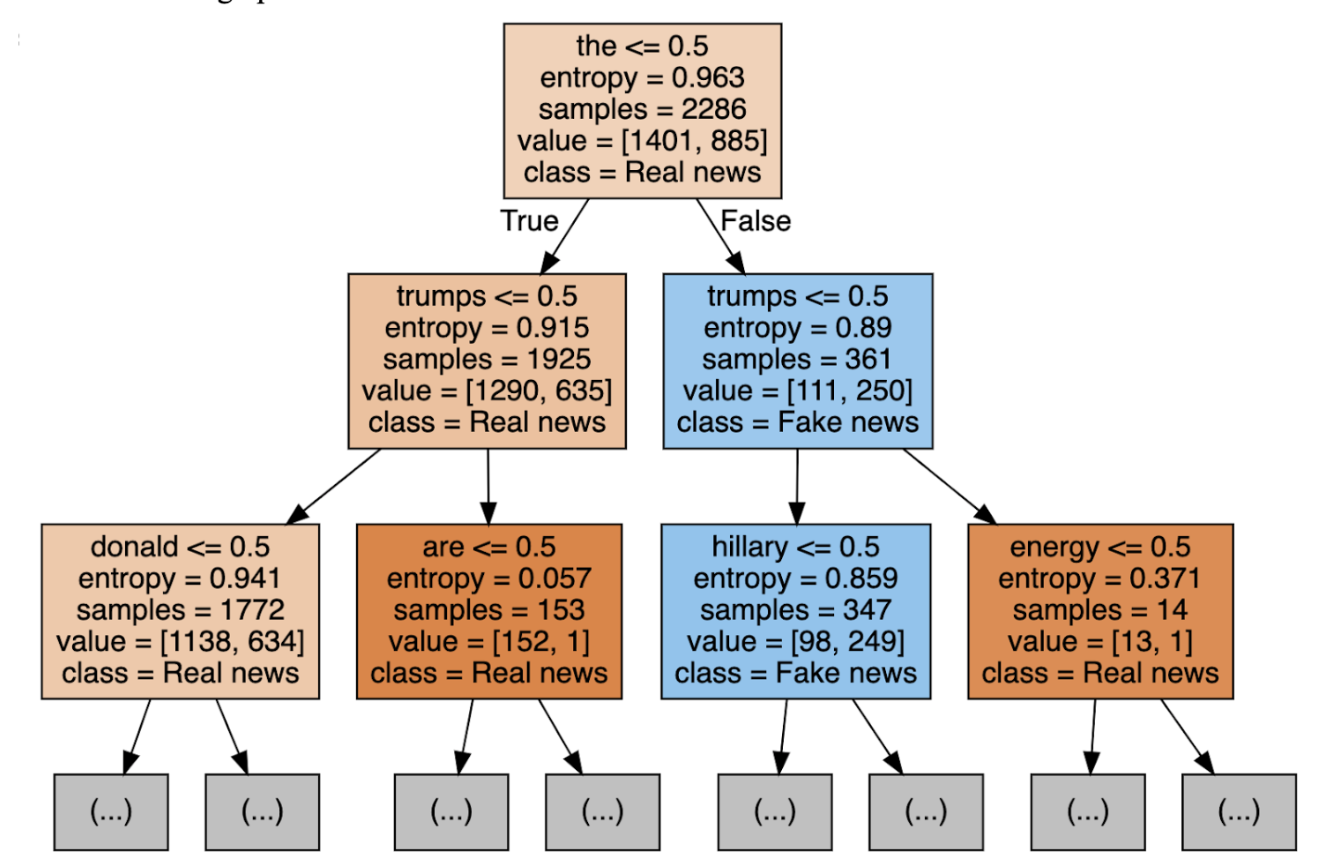 the <= 0.5
entropy = 0.963
samples = 2286
value = [1401, 885]
class = Real news
True
False
trumps <= 0.5
entropy = 0.915
samples = 1925
value = [1290, 635]
class = Real news
trumps <= 0.5
entropy = 0.89
samples = 361
value = [111, 250]
class = Fake news
donald <= 0.5
entropy = 0.941
samples = 1772
value = [1138, 634]
class = Real news
are <= 0.5
entropy = 0.057
samples = 153
value = [152, 1]
class = Real news
hillary <= 0.5
entropy = 0.859
samples = 347
value = [98, 249]
class = Fake news
energy <= 0.5
entropy = 0.371
samples = 14
value = [13, 1]
class = Real news
(...)
(...)
(...)
(...)
(...)
(...)
(...)
(...)